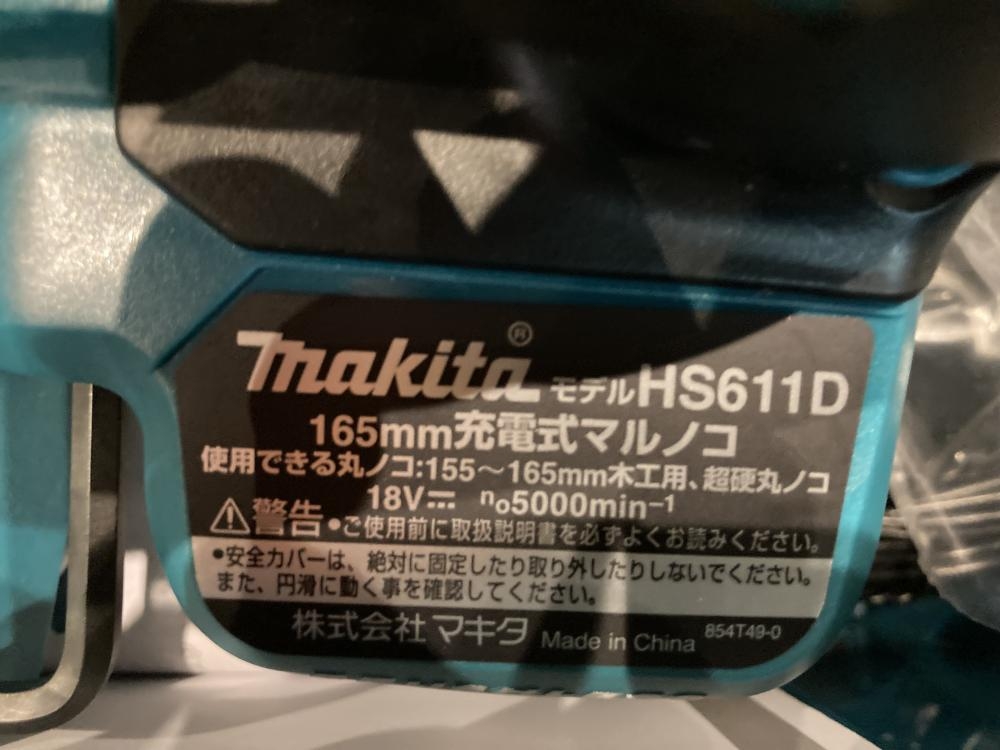 makita® モデルHS611D
165mm充電式マルノコ
使用できる丸ノコ:155～165mm木工用、超硬丸ノコ
18V⎓ n₀5000min⁻¹
⚠警告 •ご使用前に取扱説明書を必ずよくお読みください。
•安全カバーは、絶対に固定したり取り外したりしないでください。
また、円滑に動く事を確認してください。
株式会社マキタ Made in China 854T49-0